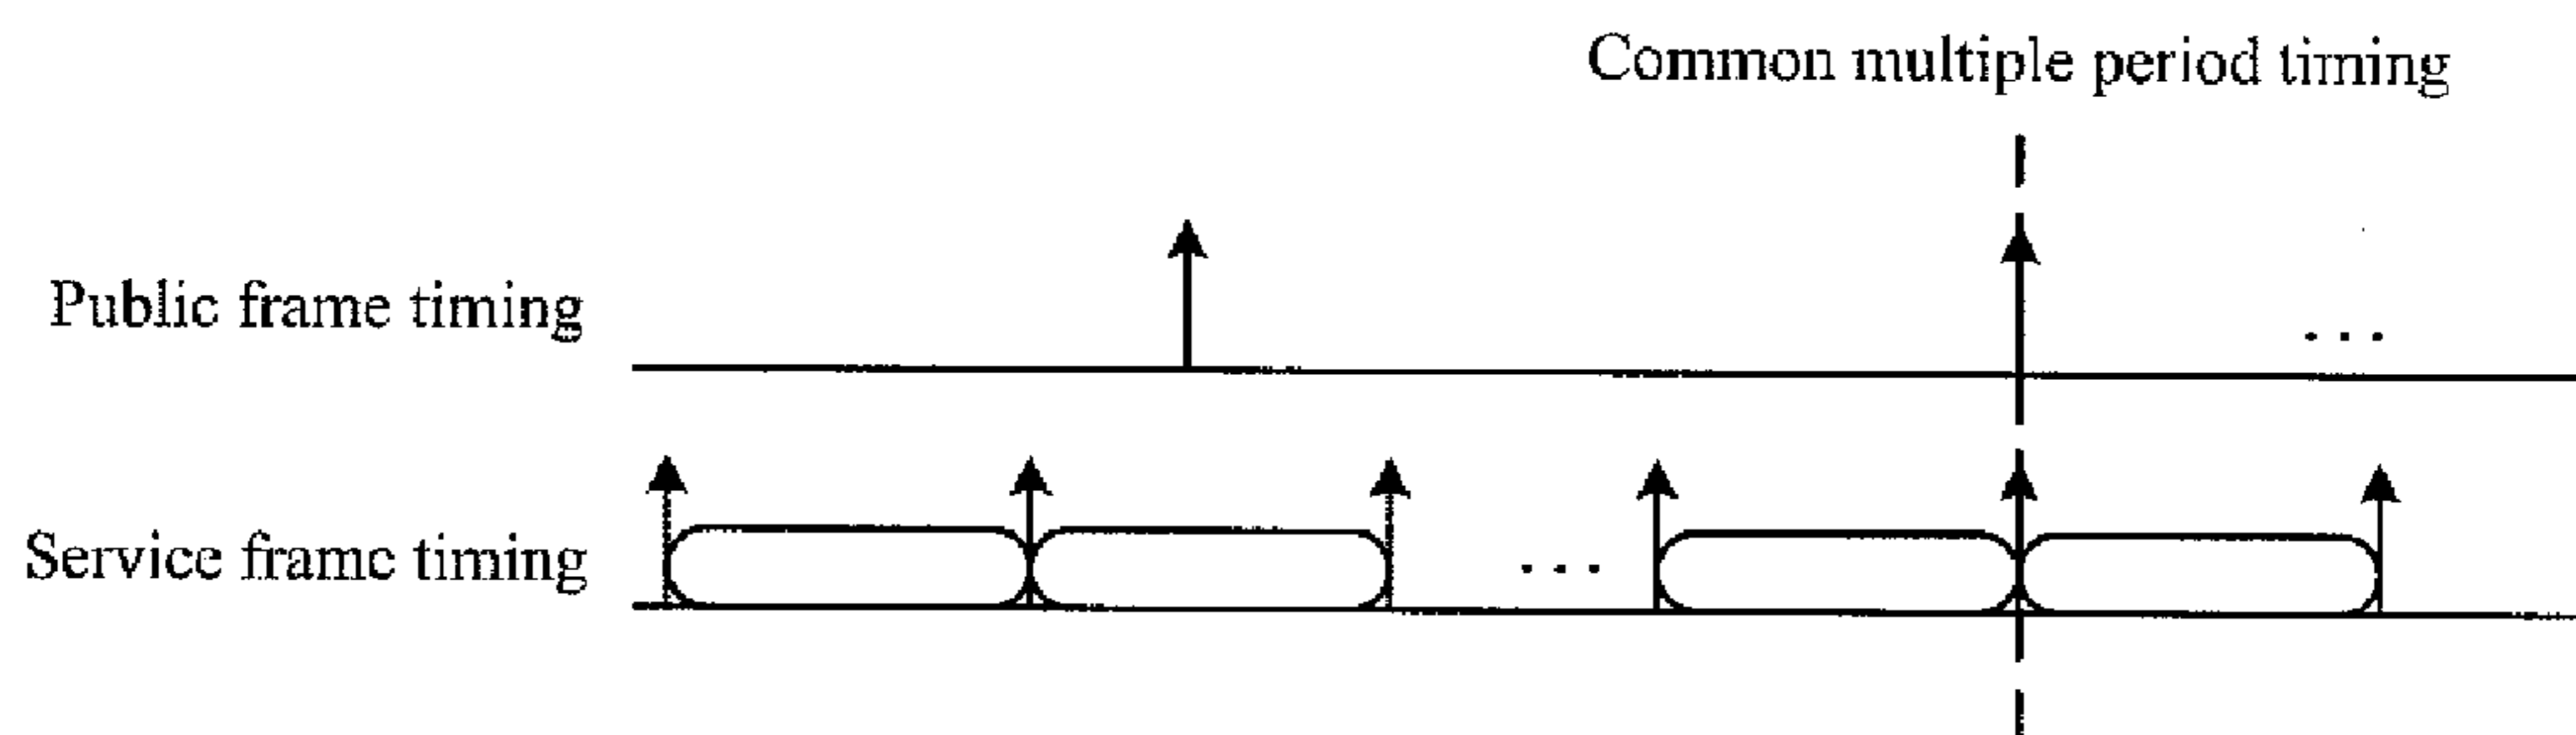 Common multiple period timing
Public frame timing
...
Service frame timing
...